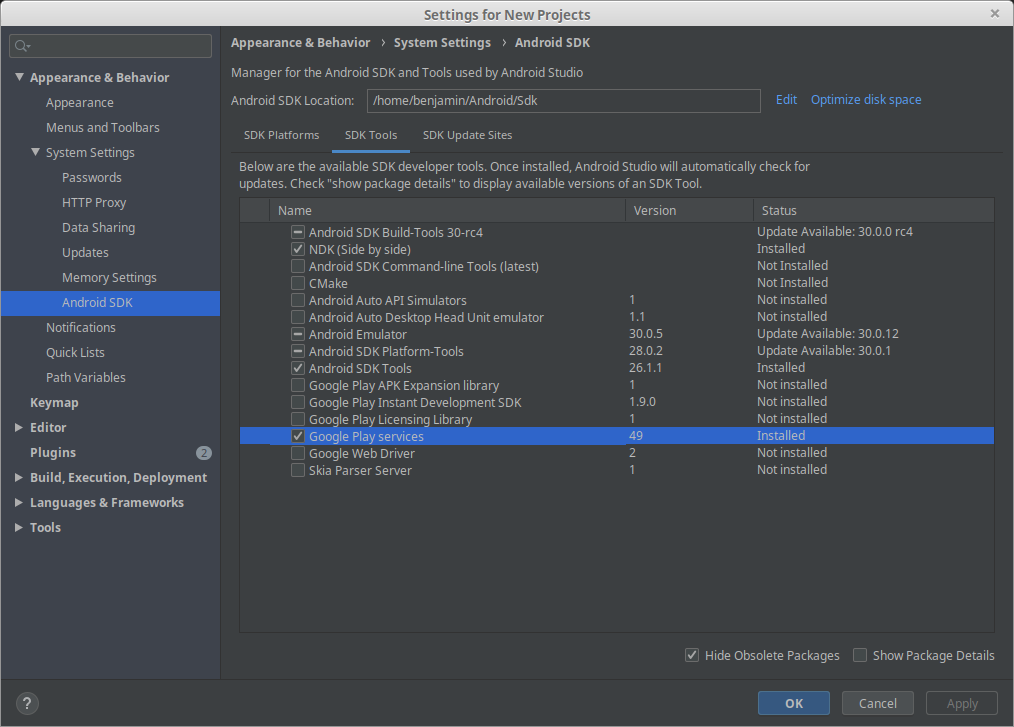 Settings for New Projects
Appearance & Behavior
Appearance
Menus and Toolbars
System Settings
Passwords
HTTP Proxy
Data Sharing
Updates
Memory Settings
Android SDK
Notifications
Quick Lists
Path Variables
Keymap
Editor
Plugins 2
Build, Execution, Deployment
Languages & Frameworks
Tools
Appearance & Behavior › System Settings › Android SDK
Manager for the Android SDK and Tools used by Android Studio
Android SDK Location: /home/benjamin/Android/Sdk Edit Optimize disk space
SDK Platforms SDK Tools SDK Update Sites
Below are the available SDK developer tools. Once installed, Android Studio will automatically check for
updates. Check "show package details" to display available versions of an SDK Tool.
Name Version Status
Android SDK Build-Tools 30-rc4 Update Available: 30.0.0 rc4
NDK (Side by side) Installed
Android SDK Command-line Tools (latest) Not Installed
CMake Not Installed
Android Auto API Simulators 1 Not installed
Android Auto Desktop Head Unit emulator 1.1 Not installed
Android Emulator 30.0.5 Update Available: 30.0.12
Android SDK Platform-Tools 28.0.2 Update Available: 30.0.1
Android SDK Tools 26.1.1 Installed
Google Play APK Expansion library 1 Not installed
Google Play Instant Development SDK 1.9.0 Not installed
Google Play Licensing Library 1 Not installed
Google Play services 49 Installed
Google Web Driver 2 Not installed
Skia Parser Server 1 Not installed
Hide Obsolete Packages Show Package Details
? OK Cancel Apply